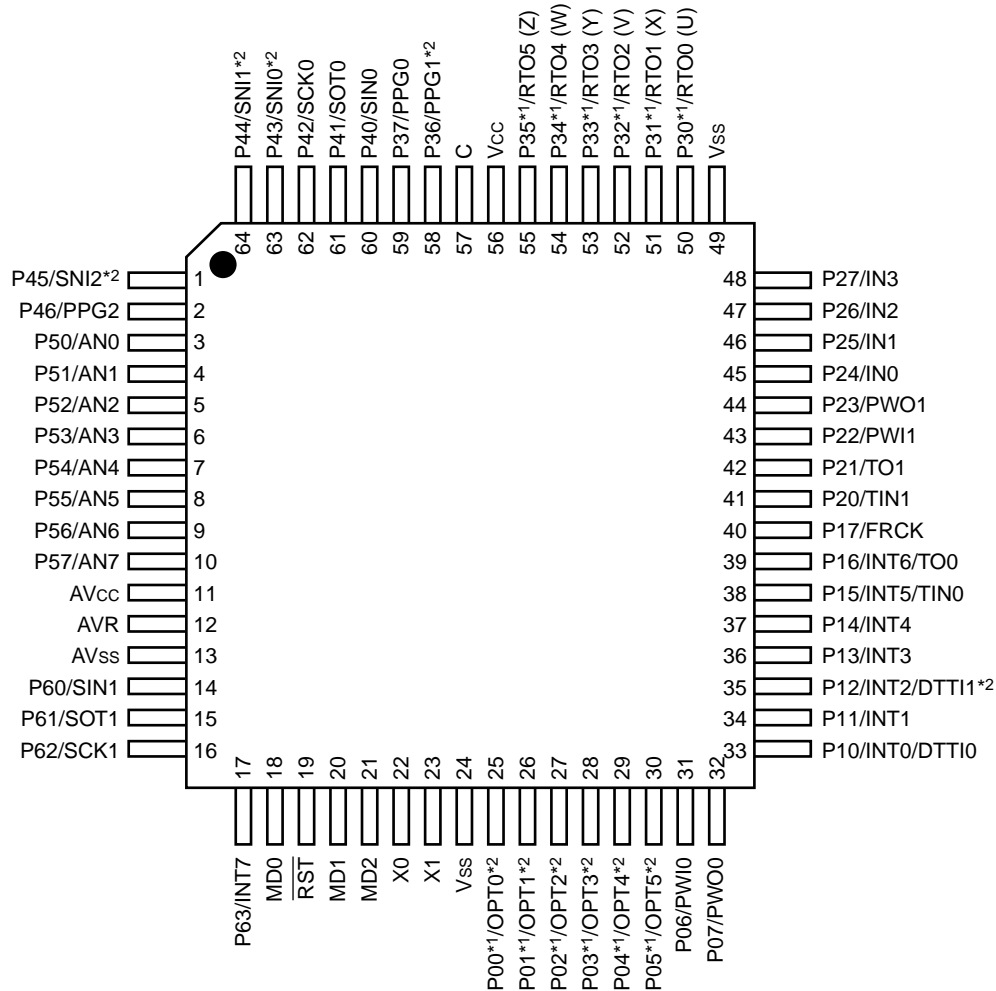 P44/SNI1*2
P43/SNI0*2
P42/SCK0
P41/SOT0
P40/SIN0
P37/PPG0
P36/PPG1*2
C
Vcc
P35*1/RTO5 (Z)
P34*1/RTO4 (W)
P33*1/RTO3 (Y)
P32*1/RTO2 (V)
P31*1/RTO1 (X)
P30*1/RTO0 (U)
Vss
64
63
62
61
60
59
58
57
56
55
54
53
52
51
50
49
P45/SNI2*2 1
P46/PPG2 2
P50/AN0 3
P51/AN1 4
P52/AN2 5
P53/AN3 6
P54/AN4 7
P55/AN5 8
P56/AN6 9
P57/AN7 10
AVcc 11
AVR 12
AVss 13
P60/SIN1 14
P61/SOT1 15
P62/SCK1 16
48 P27/IN3
47 P26/IN2
46 P25/IN1
45 P24/IN0
44 P23/PWO1
43 P22/PWI1
42 P21/TO1
41 P20/TIN1
40 P17/FRCK
39 P16/INT6/TO0
38 P15/INT5/TIN0
37 P14/INT4
36 P13/INT3
35 P12/INT2/DTTI1*2
34 P11/INT1
33 P10/INT0/DTTI0
17
18
19
20
21
22
23
24
25
26
27
28
29
30
31
32
P63/INT7
MD0
RST
MD1
MD2
X0
X1
Vss
P00*1/OPT0*2
P01*1/OPT1*2
P02*1/OPT2*2
P03*1/OPT3*2
P04*1/OPT4*2
P05*1/OPT5*2
P06/PWI0
P07/PWO0